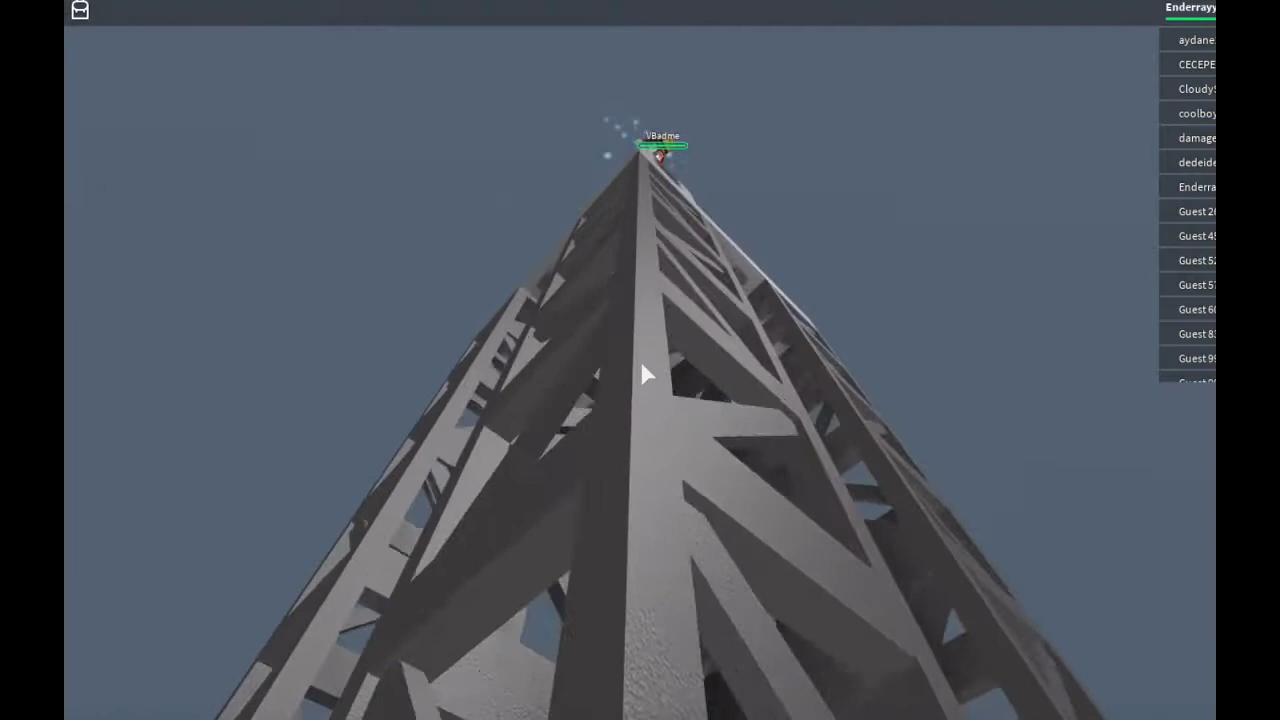 Enderrayy
VBadme
aydane
CECEPE
Cloudy
coolboy
damage
dedeide
Enderra
Guest 2
Guest 4
Guest 5
Guest 5
Guest 6
Guest 8
Guest 9